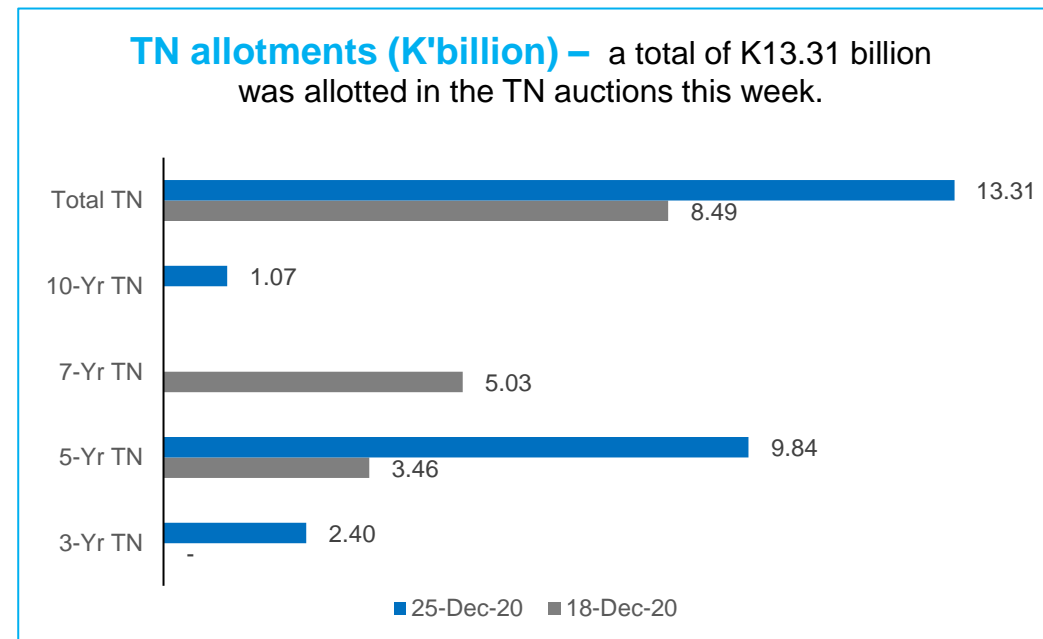 TN allotments (K'billion) – a total of K13.31 billion
was allotted in the TN auctions this week.
Total TN
13.31
8.49
10-Yr TN
1.07
7-Yr TN
5.03
5-Yr TN
9.84
3.46
3-Yr TN
2.40
-
25-Dec-20 18-Dec-20